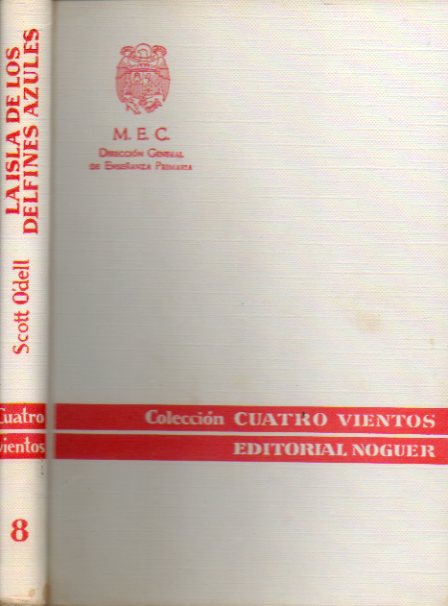 LA ISLA DE LOS
DELFINES AZULES
Scott O'dell
Cuatro
vientos
8
M. E. C.
DIRECCIÓN GENERAL
DE ENSEÑANZA PRIMARIA
Colección CUATRO VIENTOS
EDITORIAL NOGUER